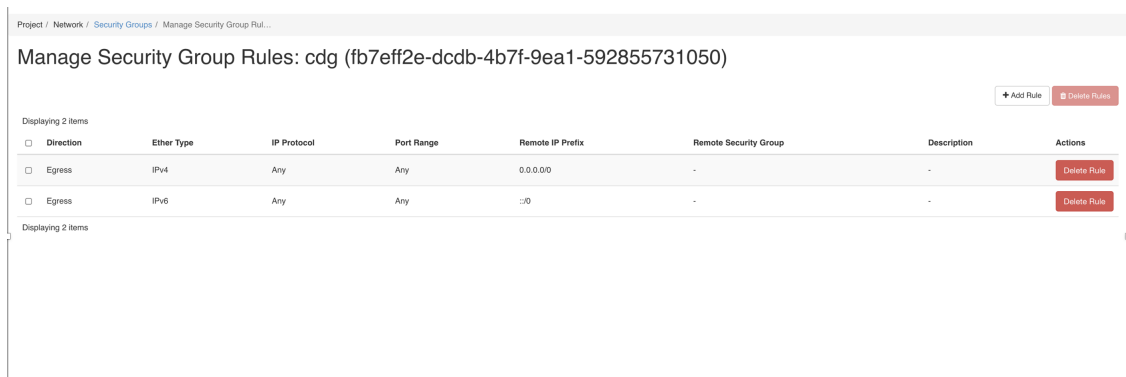 Project / Network / Security Groups / Manage Security Group Rul...
Manage Security Group Rules: cdg (fb7eff2e-dcdb-4b7f-9ea1-592855731050)
+ Add Rule Delete Rules
Displaying 2 items
Direction Ether Type IP Protocol Port Range Remote IP Prefix Remote Security Group Description Actions
Egress IPv4 Any Any 0.0.0.0/0 - - Delete Rule
Egress IPv6 Any Any ::/0 - - Delete Rule
Displaying 2 items